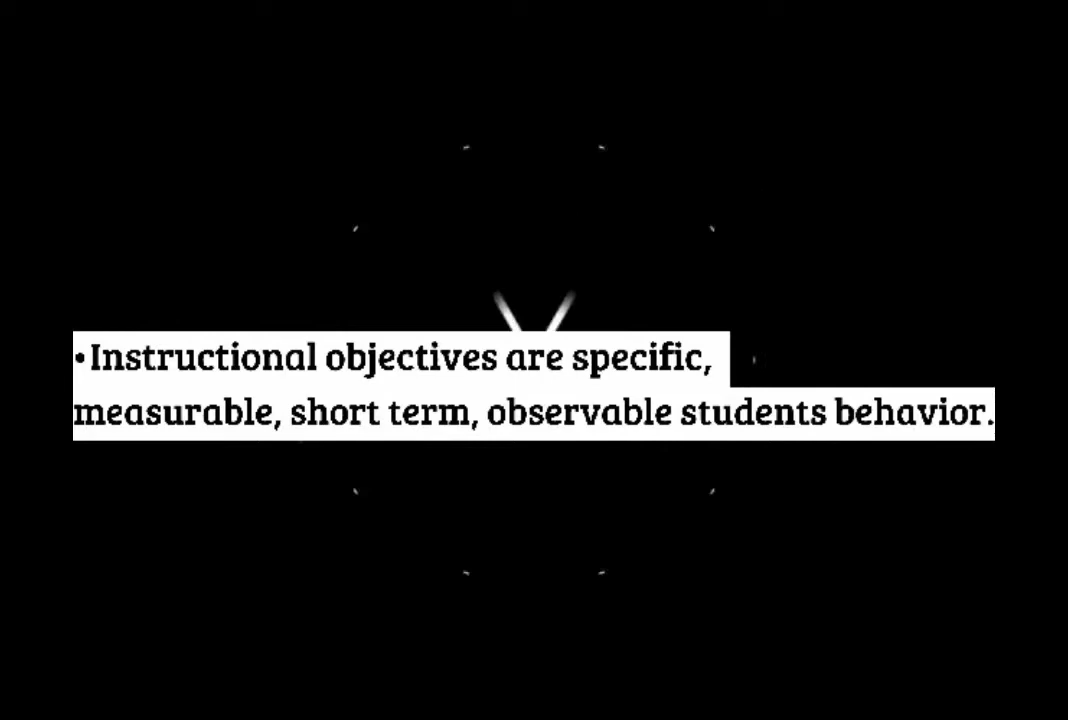 •Instructional objectives are specific,
measurable, short term, observable students behavior.